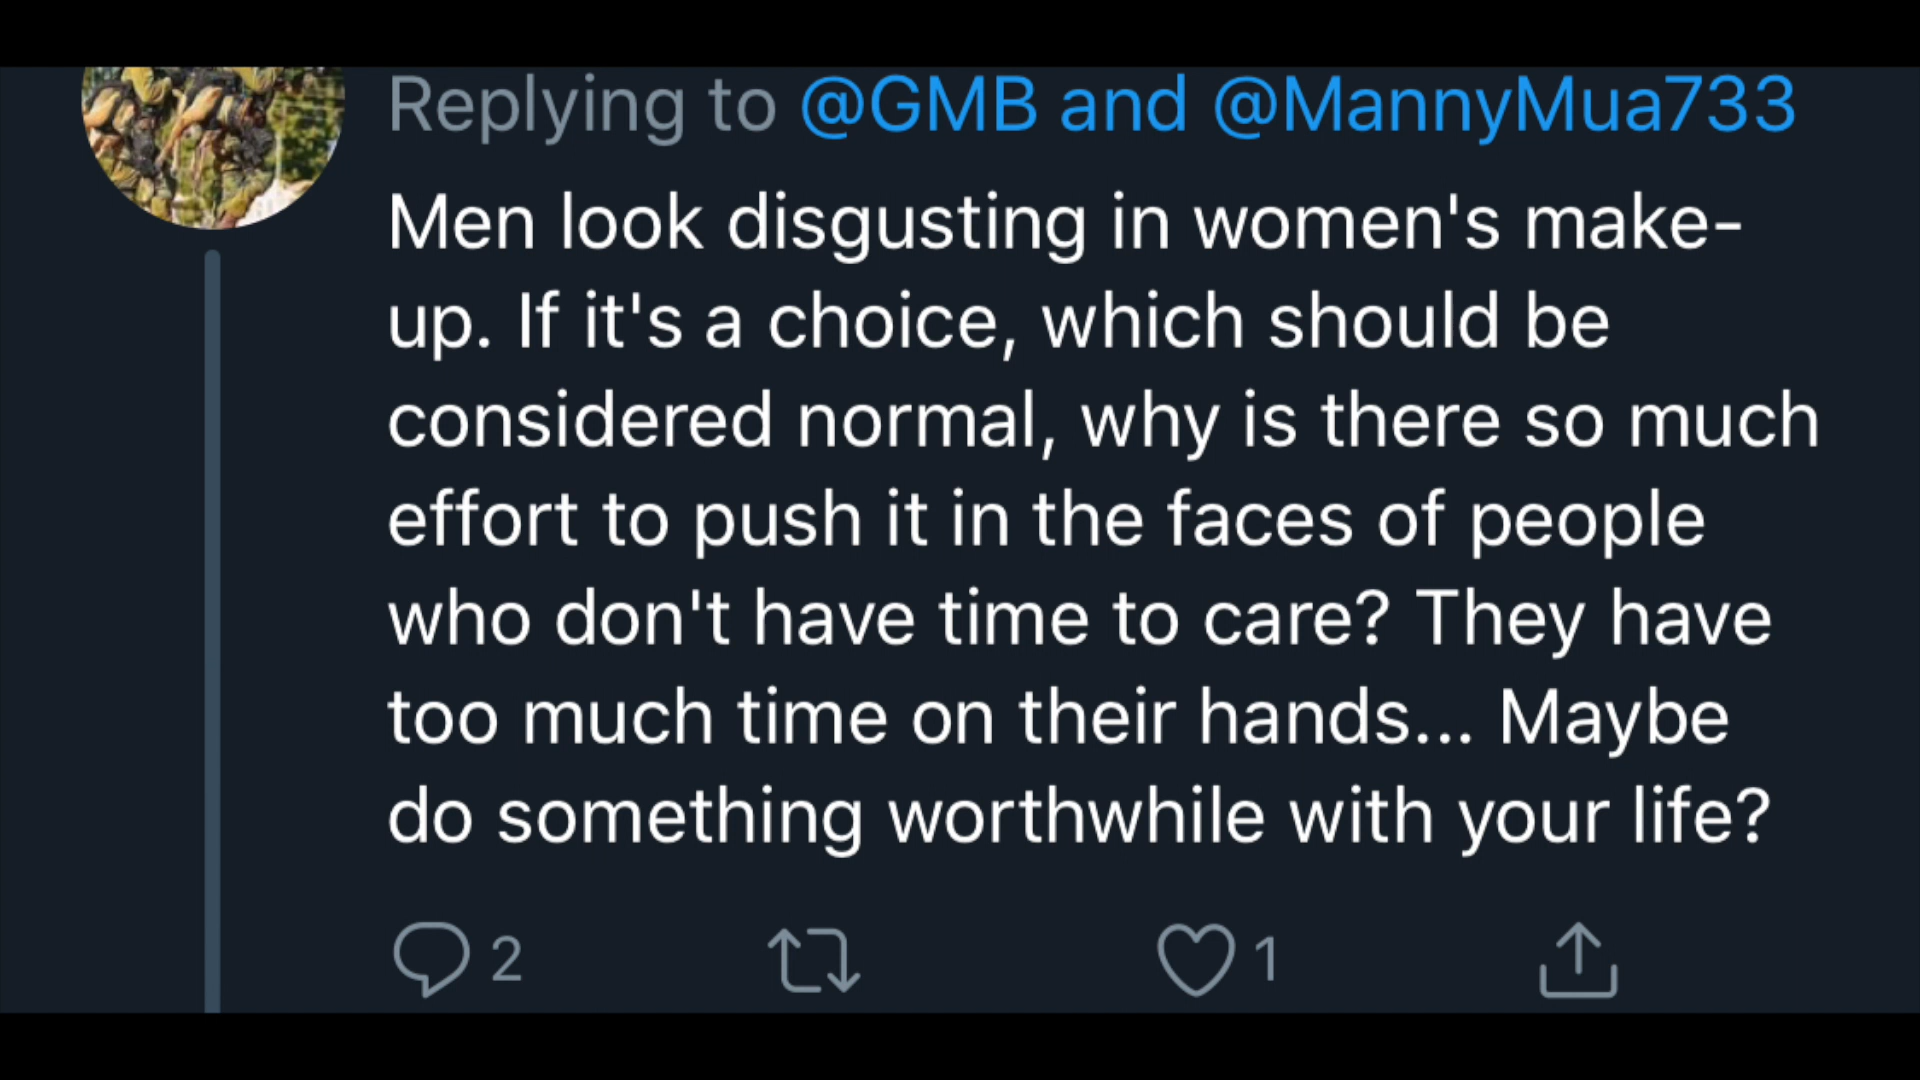 Replying to @GMB and @MannyMua733
Men look disgusting in women's make-
up. If it's a choice, which should be
considered normal, why is there so much
effort to push it in the faces of people
who don't have time to care? They have
too much time on their hands... Maybe
do something worthwhile with your life?
2 1